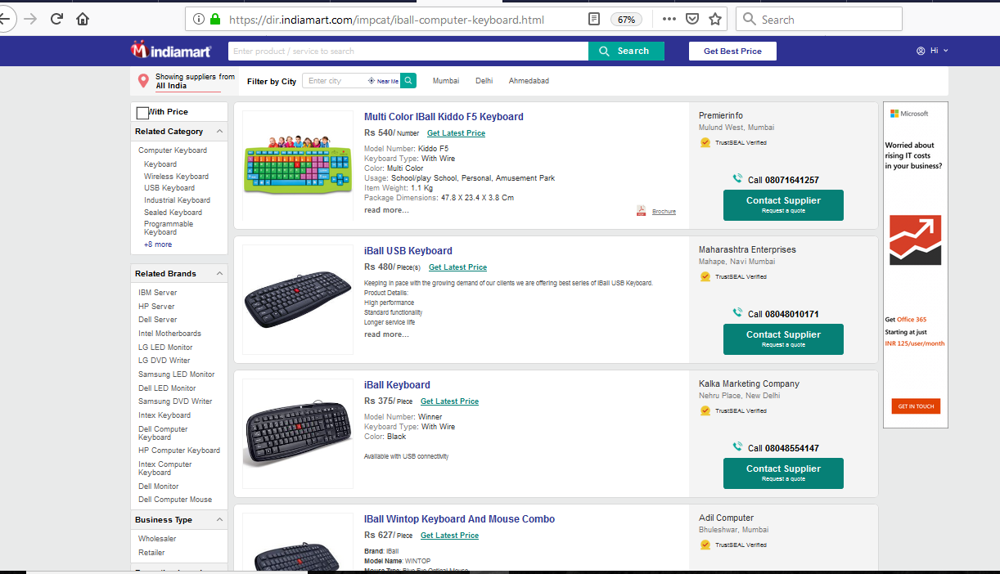 https://dir.indiamart.com/impcat/iball-computer-keyboard.html
67%
Search
indiamart
Enter product / service to search
Search
Get Best Price
Hi
Showing suppliers from
All India
Filter by City
Enter city
Near Me
Mumbai
Delhi
Ahmedabad
With Price
Related Category
Computer Keyboard
Keyboard
Wireless Keyboard
USB Keyboard
Industrial Keyboard
Sealed Keyboard
Programmable
Keyboard
+8 more
Related Brands
IBM Server
HP Server
Dell Server
Intel Motherboards
LG LED Monitor
LG DVD Writer
Samsung LED Monitor
Dell LED Monitor
Samsung DVD Writer
Intex Keyboard
Dell Computer
Keyboard
HP Computer Keyboard
Intex Computer
Keyboard
Dell Monitor
Dell Computer Mouse
Business Type
Wholesaler
Retailer
Multi Color IBall Kiddo F5 Keyboard
Rs 540/ Number Get Latest Price
Model Number: Kiddo F5
Keyboard Type: With Wire
Color: Multi Color
Usage: School/play School, Personal, Amusement Park
Item Weight: 1.1 Kg
Package Dimensions: 47.8 X 23.4 X 3.8 Cm
read more...
Brochure
Premierinfo
Mulund West, Mumbai
TrustSEAL Verified
Call 08071641257
Contact Supplier
Request a quote
iBall USB Keyboard
Rs 480/ Piece(s) Get Latest Price
Keeping in pace with the growing demand of our clients we are offering best series of IBall USB Keyboard.
Product Details:
High performance
Standard functionality
Longer service life
read more...
Maharashtra Enterprises
Mahape, Navi Mumbai
TrustSEAL Verified
Call 08048010171
Contact Supplier
Request a quote
iBall Keyboard
Rs 375/ Piece Get Latest Price
Model Number: Winner
Keyboard Type: With Wire
Color: Black
Available with USB connectivity
Kalka Marketing Company
Nehru Place, New Delhi
TrustSEAL Verified
Call 08048554147
Contact Supplier
Request a quote
IBall Wintop Keyboard And Mouse Combo
Rs 627/ Piece Get Latest Price
Brand: IBall
Model Name: WINTOP
Mouse Type: Blue Eye Optical Mouse
Adil Computer
Bhuleshwar, Mumbai
TrustSEAL Verified
Microsoft
Worried about
rising IT costs
in your business?
Get Office 365
Starting at just
INR 125/user/month
GET IN TOUCH